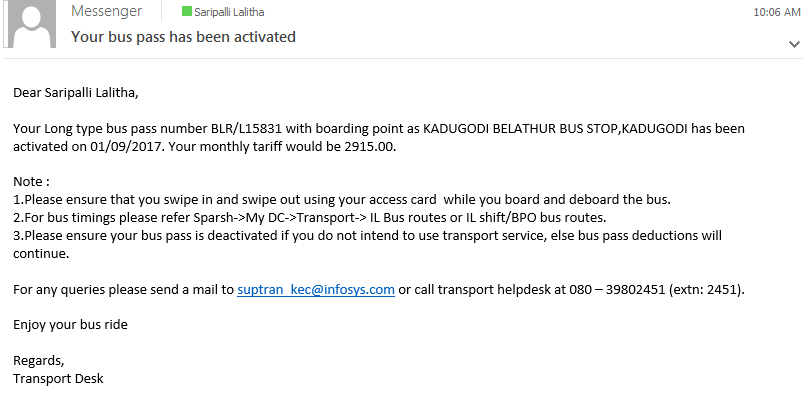 Messenger
Saripalli Lalitha
10:06 AM
Your bus pass has been activated
Dear Saripalli Lalitha,
Your Long type bus pass number BLR/L15831 with boarding point as KADUGODI BELATHUR BUS STOP,KADUGODI has been
activated on 01/09/2017. Your monthly tariff would be 2915.00.
Note :
1.Please ensure that you swipe in and swipe out using your access card  while you board and deboard the bus.
2.For bus timings please refer Sparsh->My DC->Transport-> IL Bus routes or IL shift/BPO bus routes.
3.Please ensure your bus pass is deactivated if you do not intend to use transport service, else bus pass deductions will
continue.
For any queries please send a mail to suptran_kec@infosys.com or call transport helpdesk at 080 – 39802451 (extn: 2451).
Enjoy your bus ride
Regards,
Transport Desk